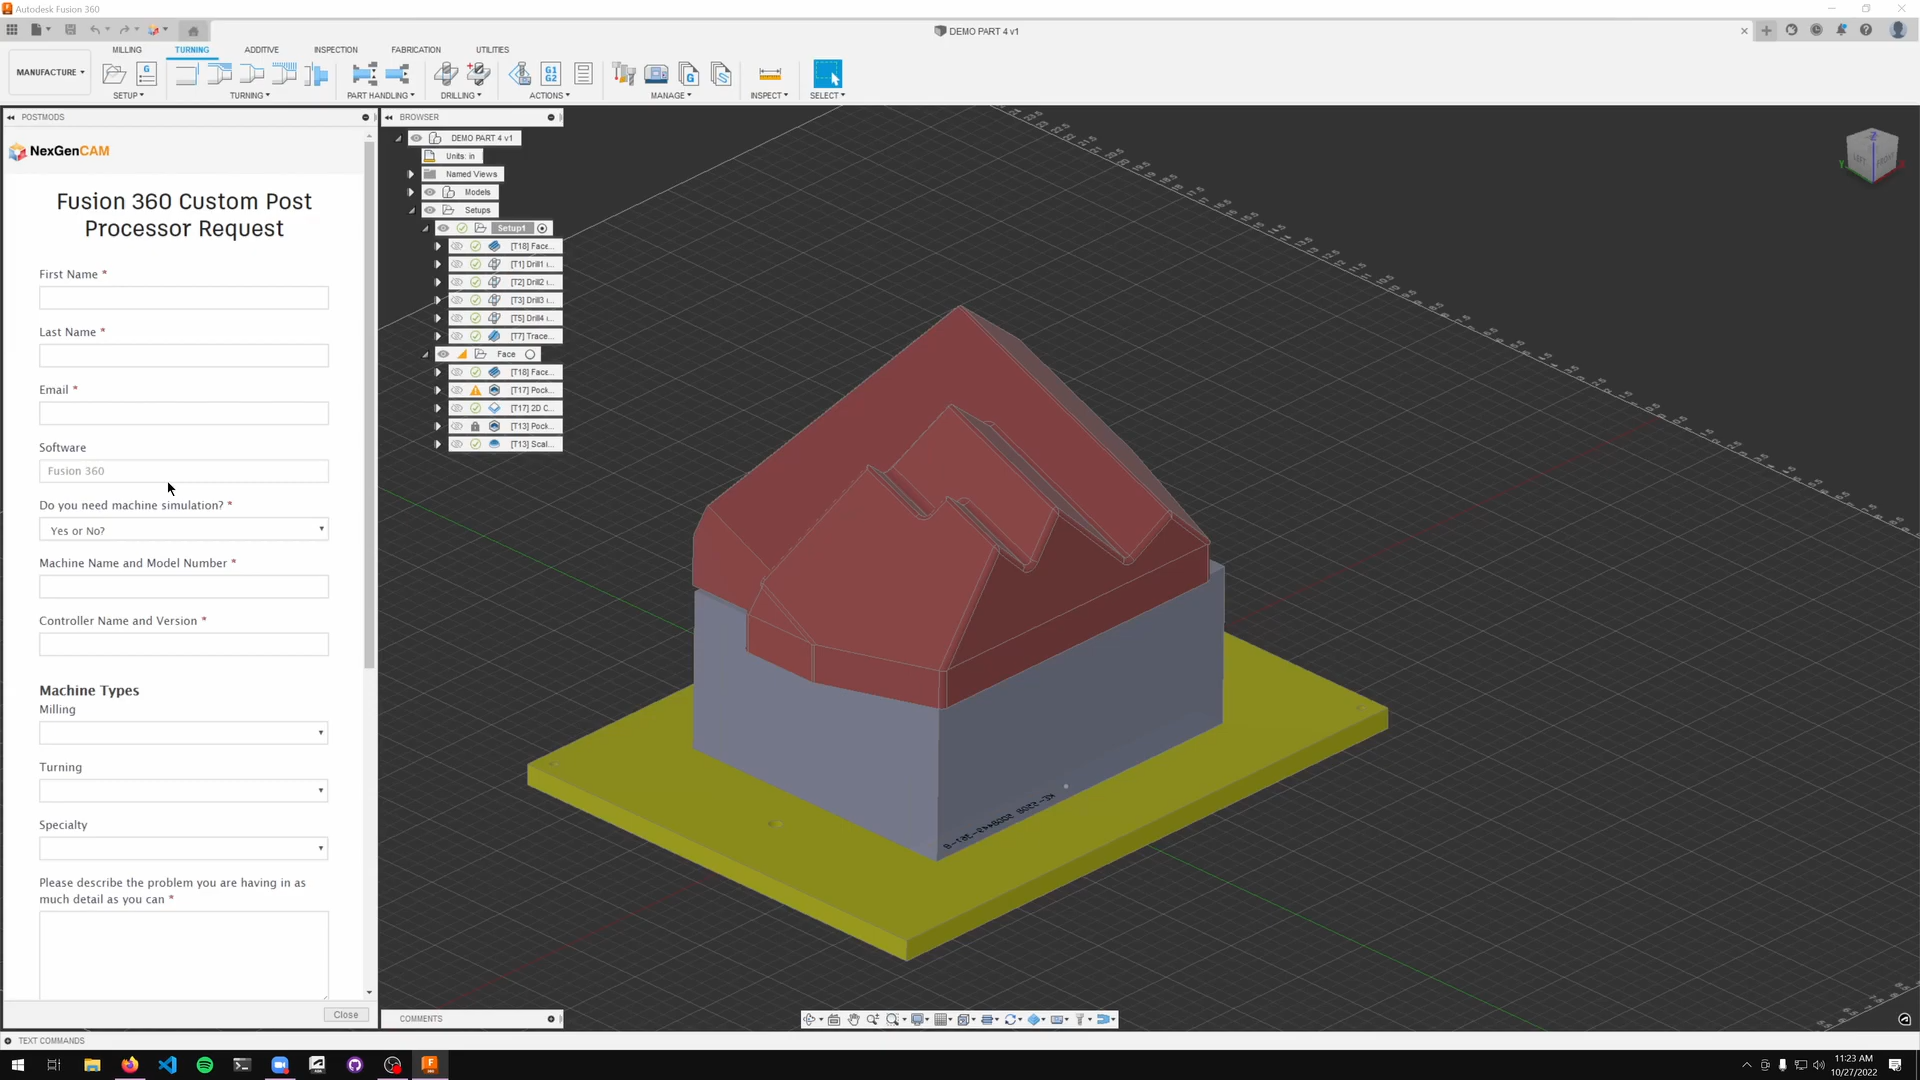 Autodesk Fusion 360
DEMO PART 4 v1
MILLING TURNING ADDITIVE INSPECTION FABRICATION UTILITIES
MANUFACTURE
SETUP TURNING PART HANDLING DRILLING ACTIONS MANAGE INSPECT SELECT
G1
G2
POSTMODS
NexGenCAM
Fusion 360 Custom Post
Processor Request
First Name *
Last Name *
Email *
Software
Fusion 360
Do you need machine simulation? *
Yes or No?
Machine Name and Model Number *
Controller Name and Version *
Machine Types
Milling
Turning
Specialty
Please describe the problem you are having in as
much detail as you can *
Close
BROWSER
DEMO PART 4 v1
Units: in
Named Views
Models
Setups
Setup1
[T18] Face...
[T1] Drill1 (...
[T2] Drill2 (...
[T3] Drill3 (...
[T5] Drill4 (...
[T7] Trace...
Face
[T18] Face...
[T17] Pock...
[T17] 2D C...
[T13] Pock...
[T13] Scal...
LEFT FRONT
Z
Y
X
COMMENTS
TEXT COMMANDS
11:23 AM
10/27/2022